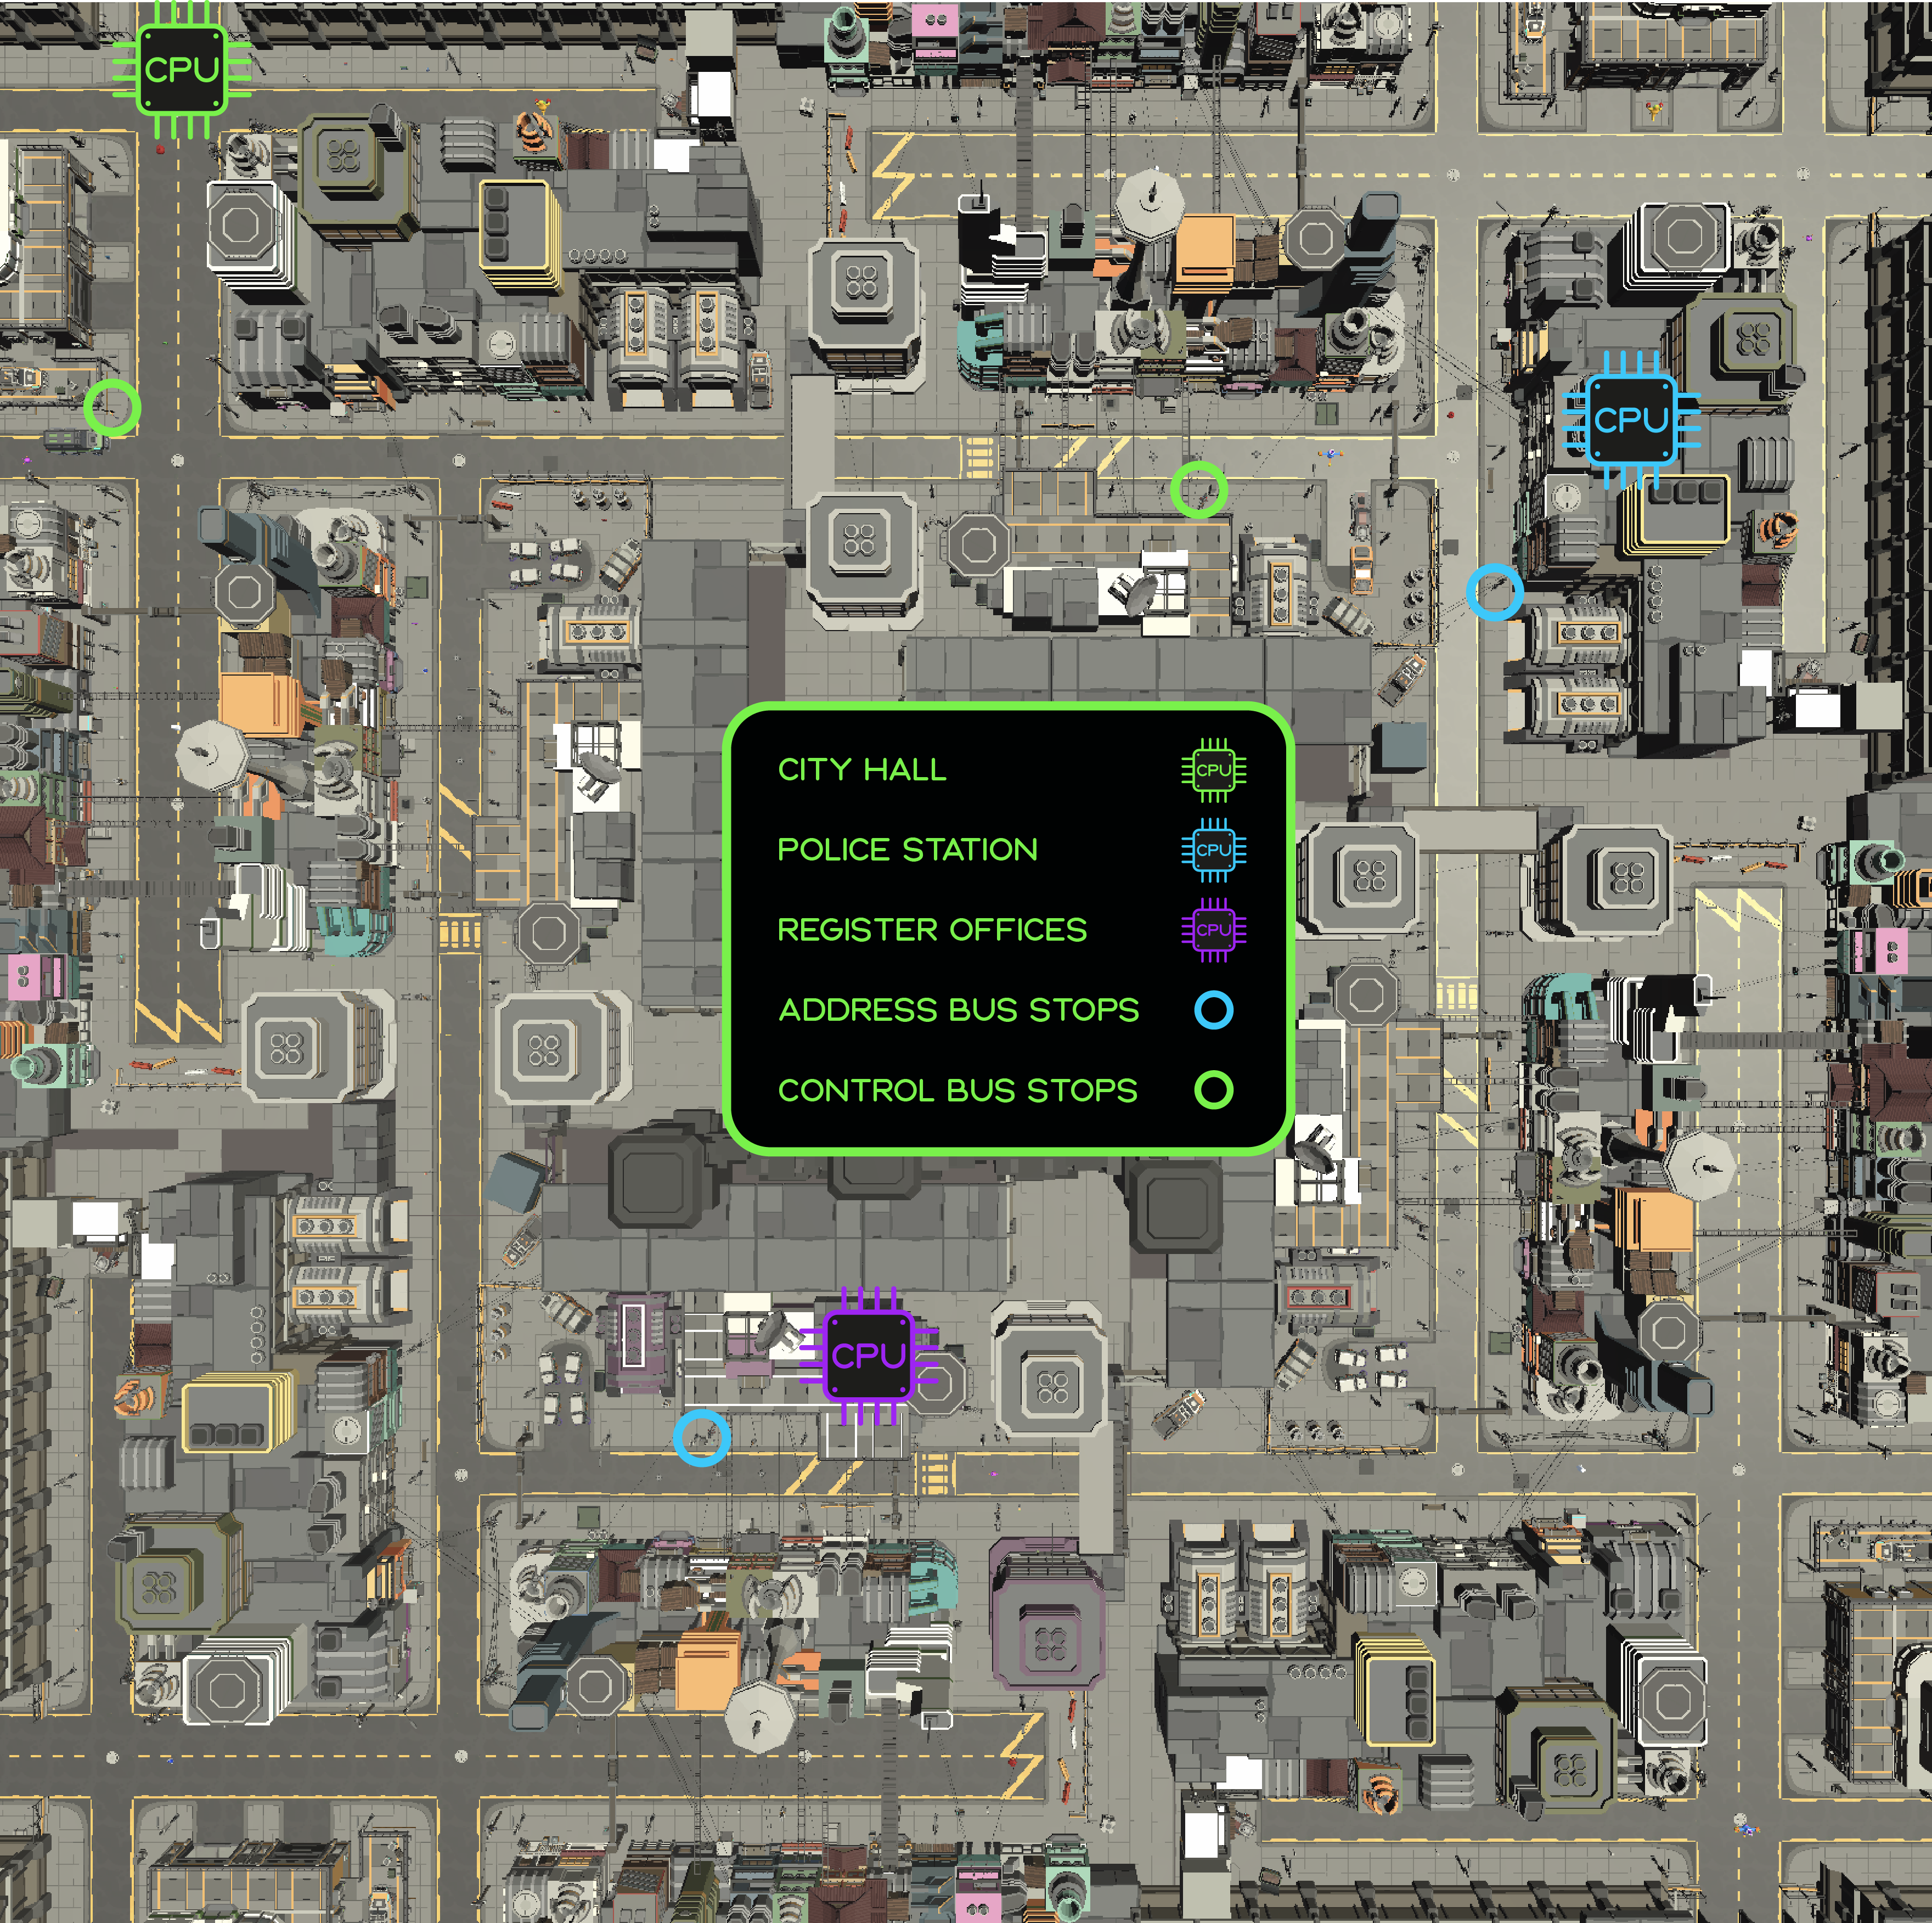 CPU
CPU
CITY HALL CPU
POLICE STATION CPU
REGISTER OFFICES CPU
ADDRESS BUS STOPS
CONTROL BUS STOPS
CPU